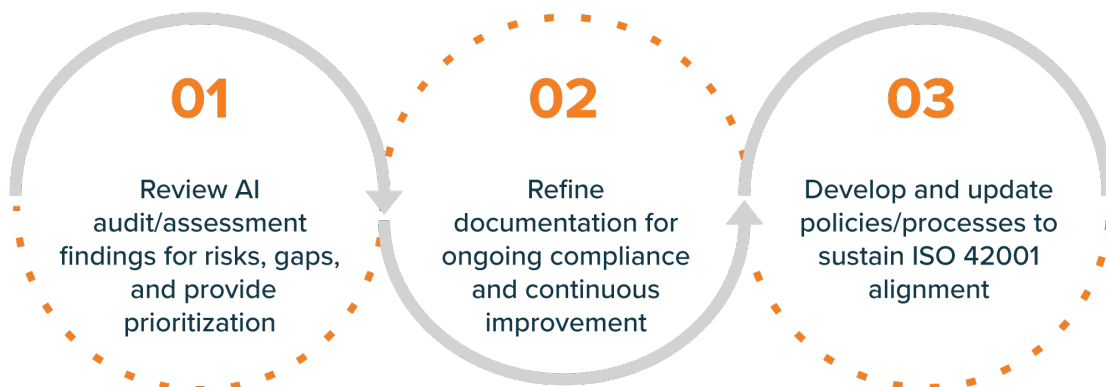 01
Review AI
audit/assessment
findings for risks, gaps,
and provide
prioritization
02
Refine
documentation for
ongoing compliance
and continuous
improvement
03
Develop and update
policies/processes to
sustain ISO 42001
alignment